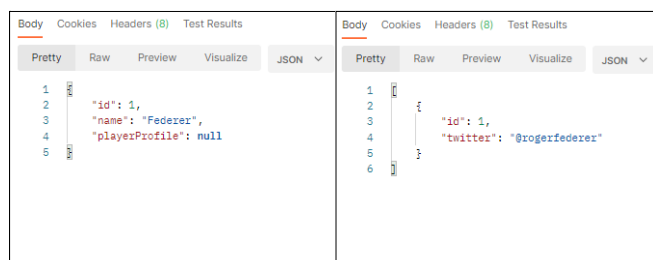 Body Cookies Headers (8) Test Results
Pretty Raw Preview Visualize JSON
1 {
2 "id": 1,
3 "name": "Federer",
4 "playerProfile": null
5 }
Body Cookies Headers (8) Test Results
Pretty Raw Preview Visualize JSON
1 [
2 {
3 "id": 1,
4 "twitter": "@rogerfederer"
5 }
6 ]